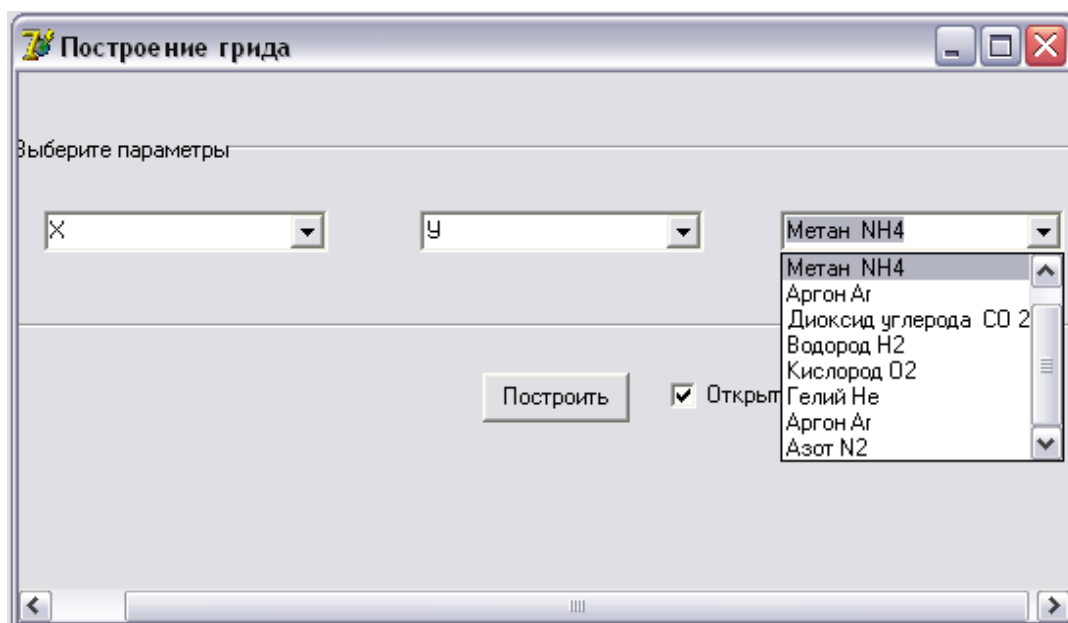 Построение грида
Выберите параметры
X
У
Метан NH4
Метан NH4
Аргон Ar
Диоксид углерода CO 2
Водород H2
Кислород O2
Гелий He
Аргон Ar
Азот N2
Построить
Открыт